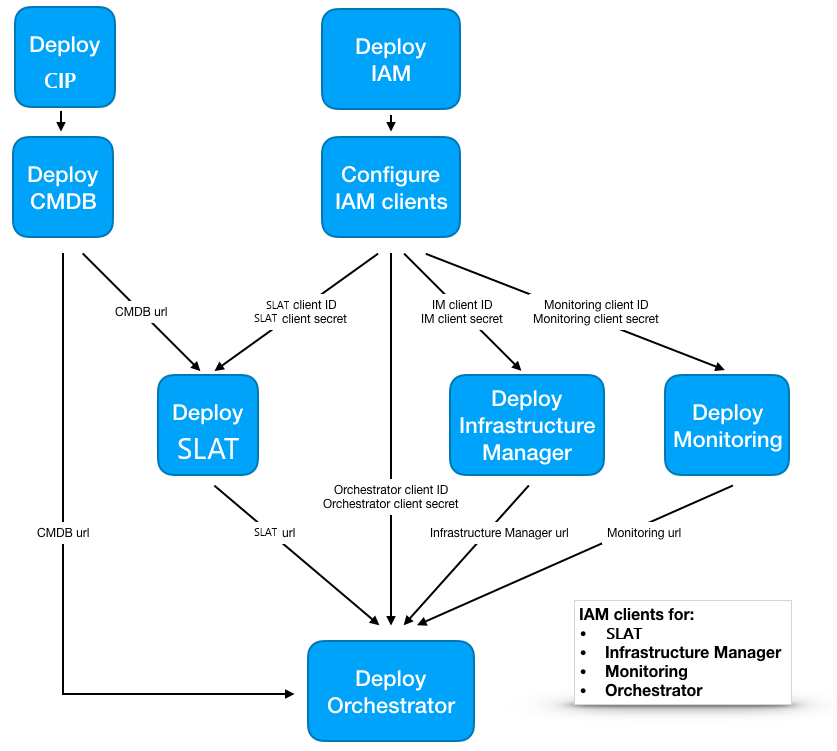 Deploy
CIP
Deploy
IAM
Deploy
CMDB
Configure
IAM clients
CMDB url
SLAT client ID
SLAT client secret
IM client ID
IM client secret
Monitoring client ID
Monitoring client secret
Deploy
SLAT
Deploy
Infrastructure
Manager
Deploy
Monitoring
Orchestrator client ID
Orchestrator client secret
CMDB url
SLAT url
Infrastructure Manager url
Monitoring url
IAM clients for:
• SLAT
• Infrastructure Manager
• Monitoring
• Orchestrator
Deploy
Orchestrator